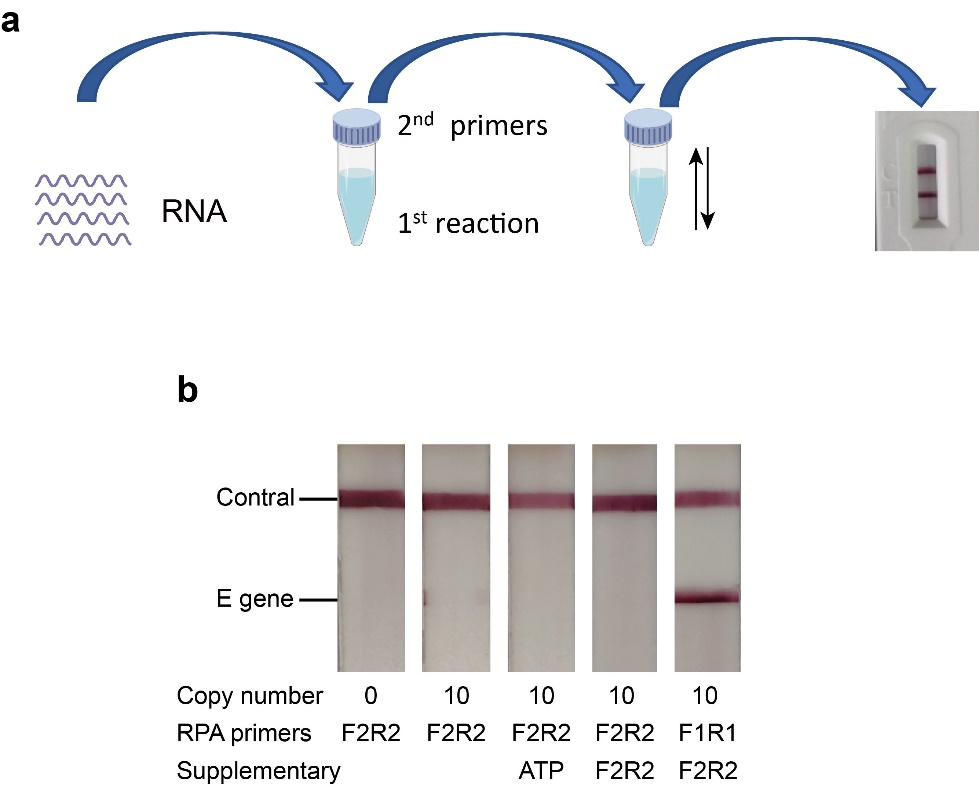 a
RNA
2nd primers
1st reaction
C
T
b
Contral
E gene
Copy number 0 10 10 10 10
RPA primers F2R2 F2R2 F2R2 F2R2 F1R1
Supplementary ATP F2R2 F2R2